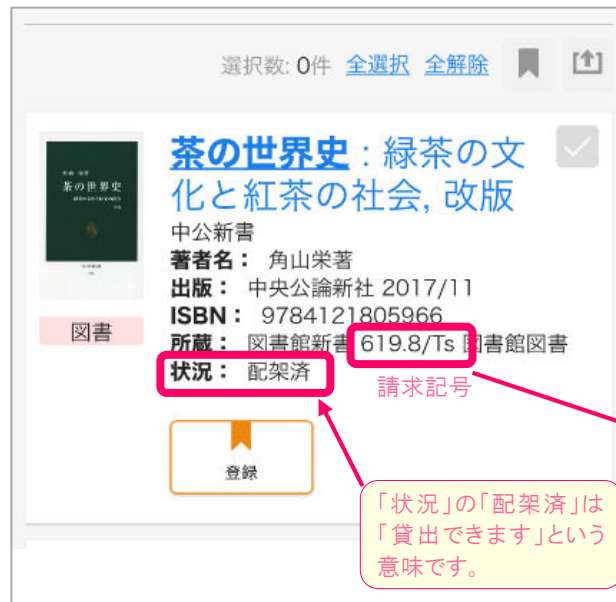 選択数: 0件 全選択 全解除
茶の世界史：緑茶の文
化と紅茶の社会, 改版
中公新書
著者名： 角山栄著
出版： 中央公論新社 2017/11
ISBN： 9784121805966
所蔵： 図書館新書 619.8/Ts 図書館図書
状況： 配架済
茶の世界史
図書
請求記号
登録
「状況」の「配架済」は
「貸出できます」という
意味です。